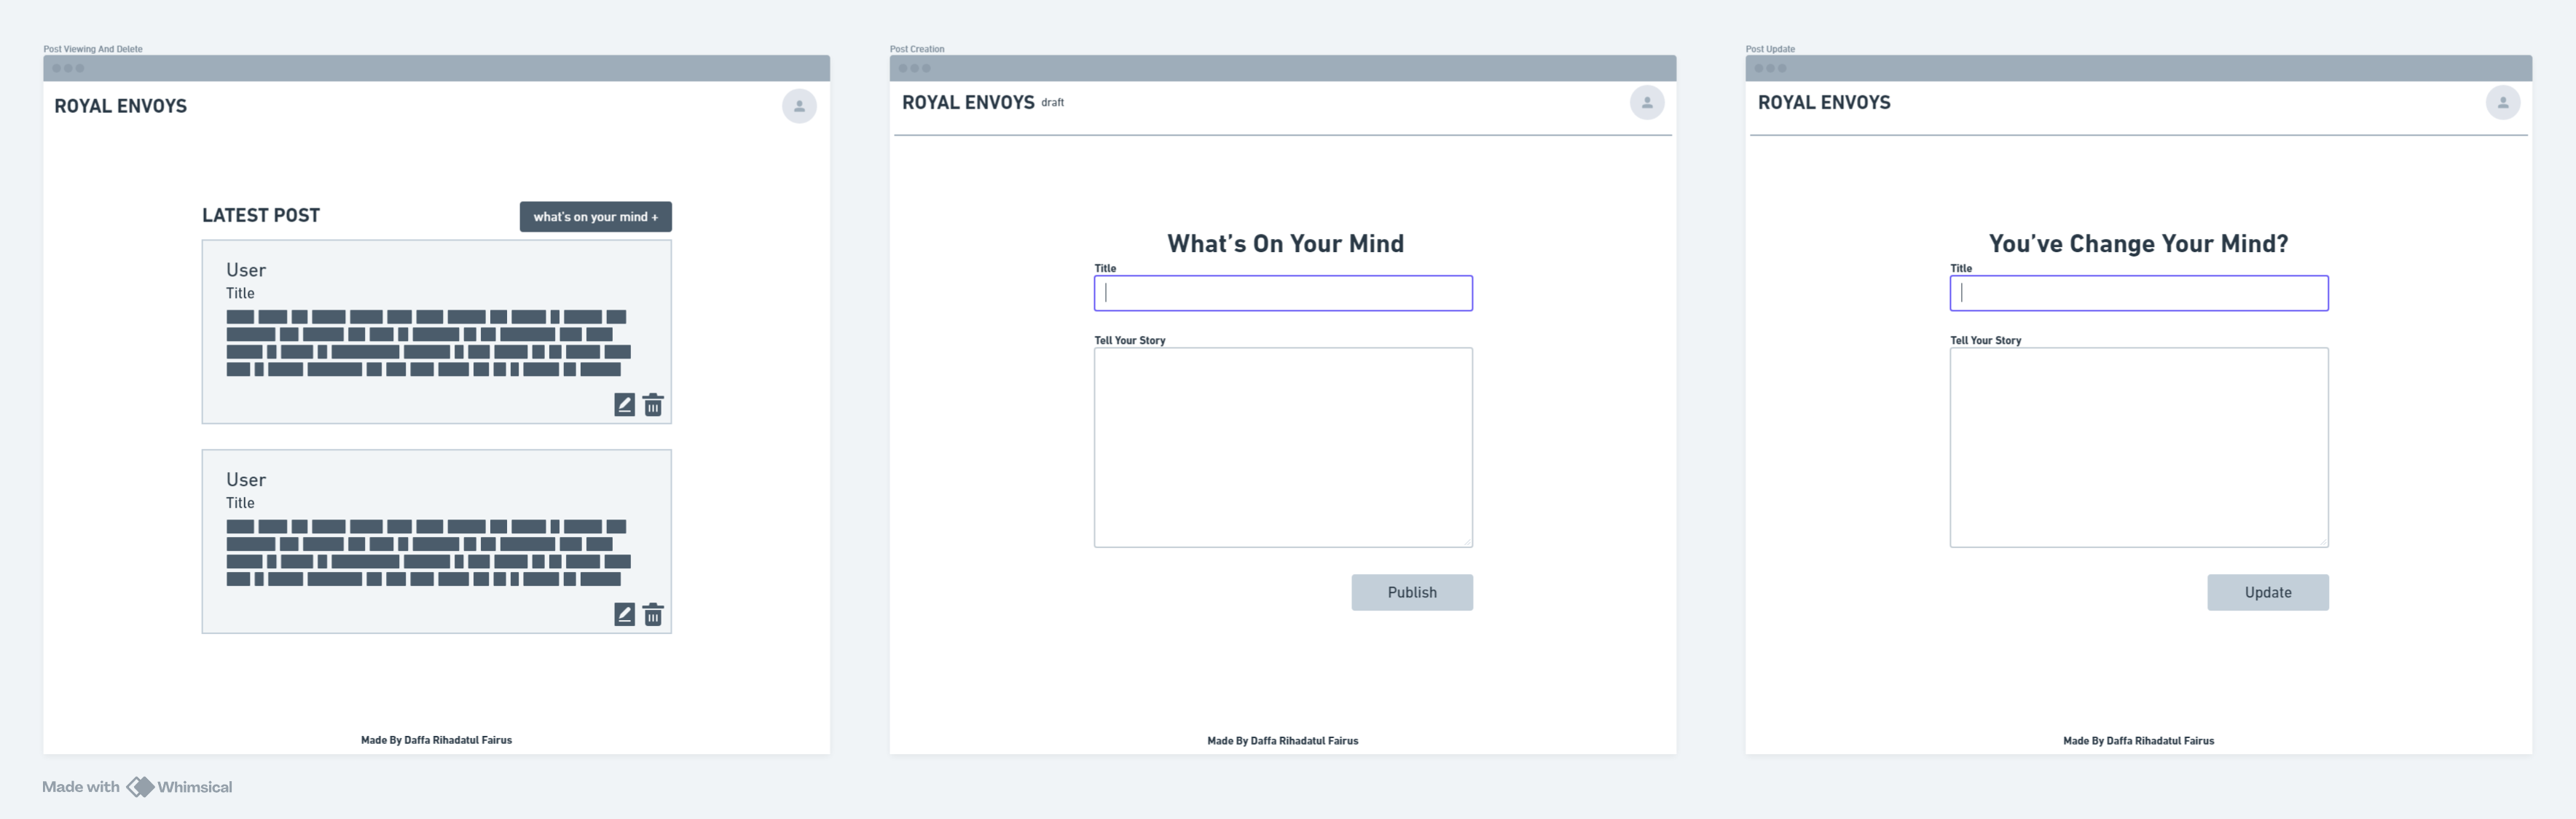 Post Viewing And Delete
ROYAL ENVOYS
LATEST POST
what's on your mind +
User
Title
User
Title
Made By Daffa Rihadatul Fairus
Post Creation
ROYAL ENVOYS draft
What's On Your Mind
Title
Tell Your Story
Publish
Made By Daffa Rihadatul Fairus
Post Update
ROYAL ENVOYS
You've Change Your Mind?
Title
Tell Your Story
Update
Made By Daffa Rihadatul Fairus
Made with Whimsical